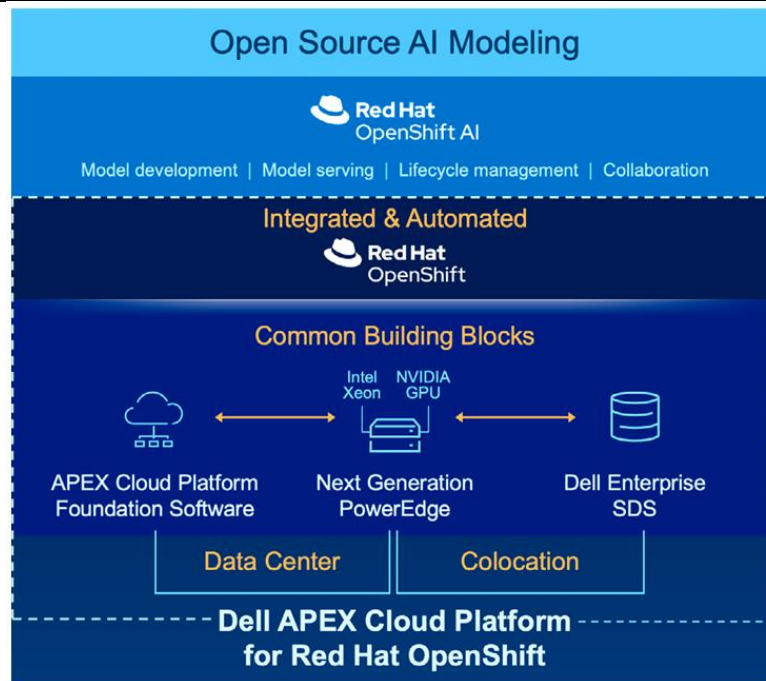 Open Source AI Modeling
Red Hat
OpenShift AI
Model development | Model serving | Lifecycle management | Collaboration
Integrated & Automated
Red Hat
OpenShift
Common Building Blocks
Intel
Xeon
NVIDIA
GPU
APEX Cloud Platform
Foundation Software
Next Generation
PowerEdge
Dell Enterprise
SDS
Data Center
Colocation
Dell APEX Cloud Platform
for Red Hat OpenShift